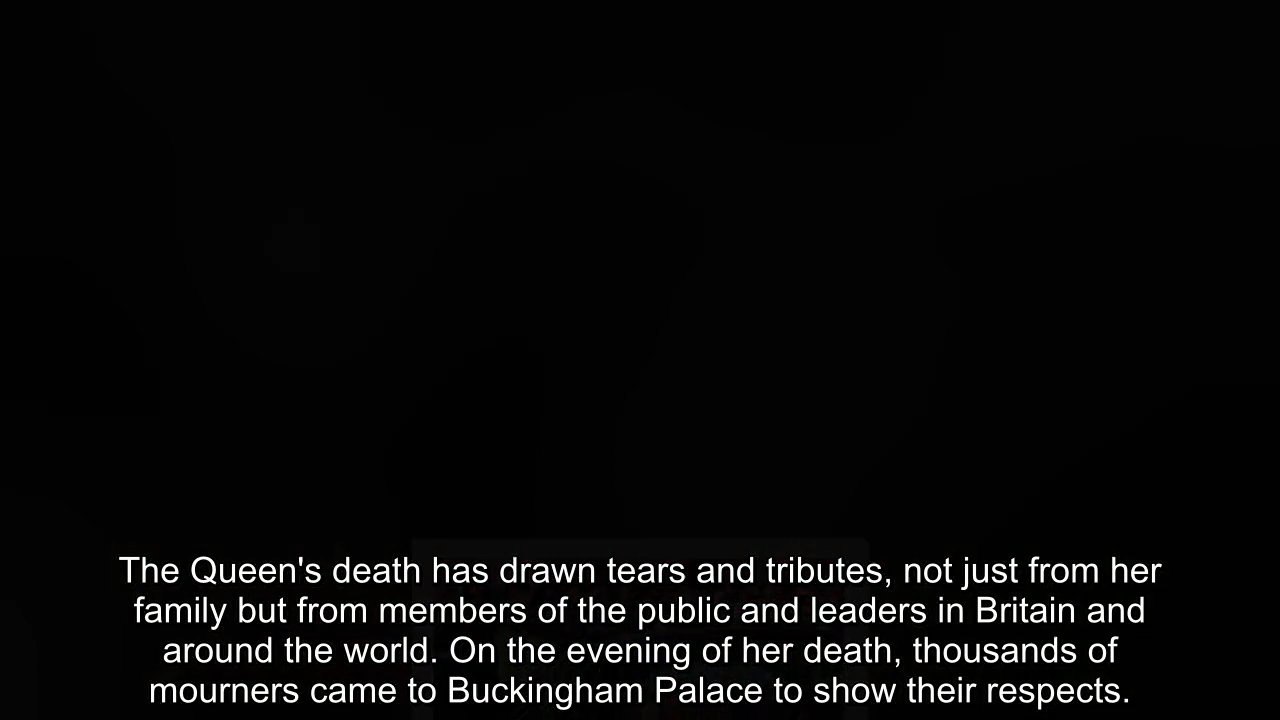 The Queen's death has drawn tears and tributes, not just from her
family but from members of the public and leaders in Britain and
around the world. On the evening of her death, thousands of
mourners came to Buckingham Palace to show their respects.